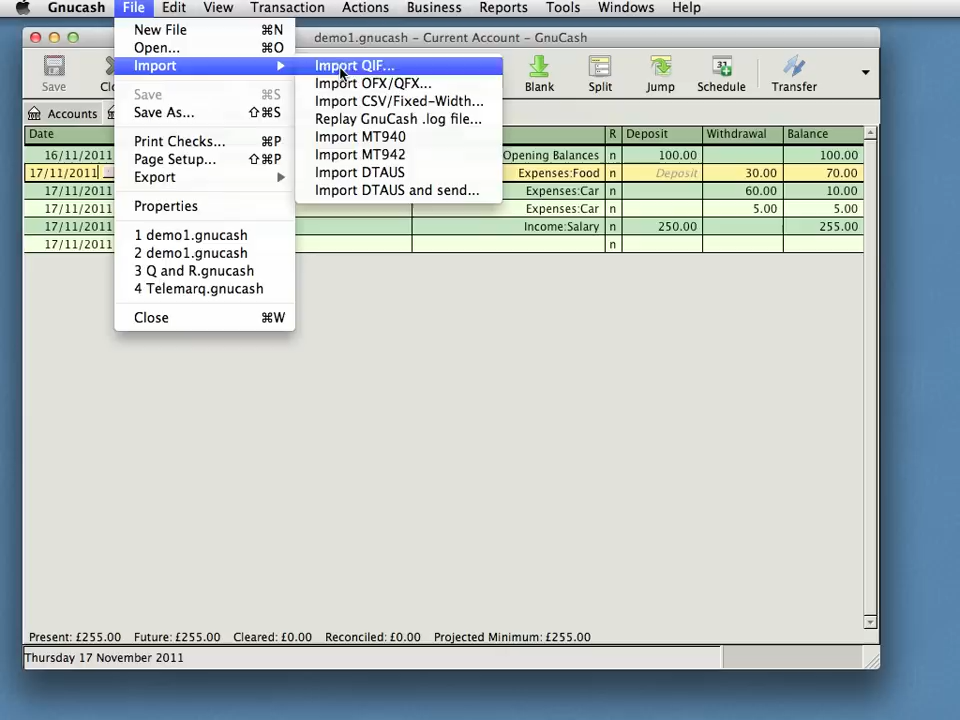 Gnucash File Edit View Transaction Actions Business Reports Tools Windows Help
demo1.gnucash – Current Account – GnuCash
New File ⌘N
Open... ⌘O
Import
Save ⌘S
Save As... ⇧⌘S
Print Checks... ⌘P
Page Setup... ⇧⌘P
Export
Properties
1 demo1.gnucash
2 demo1.gnucash
3 Q and R.gnucash
4 Telemarq.gnucash
Close ⌘W
Import QIF...
Import OFX/QFX...
Import CSV/Fixed-Width...
Replay GnuCash .log file...
Import MT940
Import MT942
Import DTAUS
Import DTAUS and send...
Save Blank Split Jump Schedule Transfer
Accounts
Date R Deposit Withdrawal Balance
16/11/2011 Opening Balances n 100.00 100.00
17/11/2011 Expenses:Food n Deposit 30.00 70.00
17/11/2011 Expenses:Car n 60.00 10.00
17/11/2011 Expenses:Car n 5.00 5.00
17/11/2011 Income:Salary n 250.00 255.00
17/11/2011 n
Present: £255.00 Future: £255.00 Cleared: £0.00 Reconciled: £0.00 Projected Minimum: £255.00
Thursday 17 November 2011